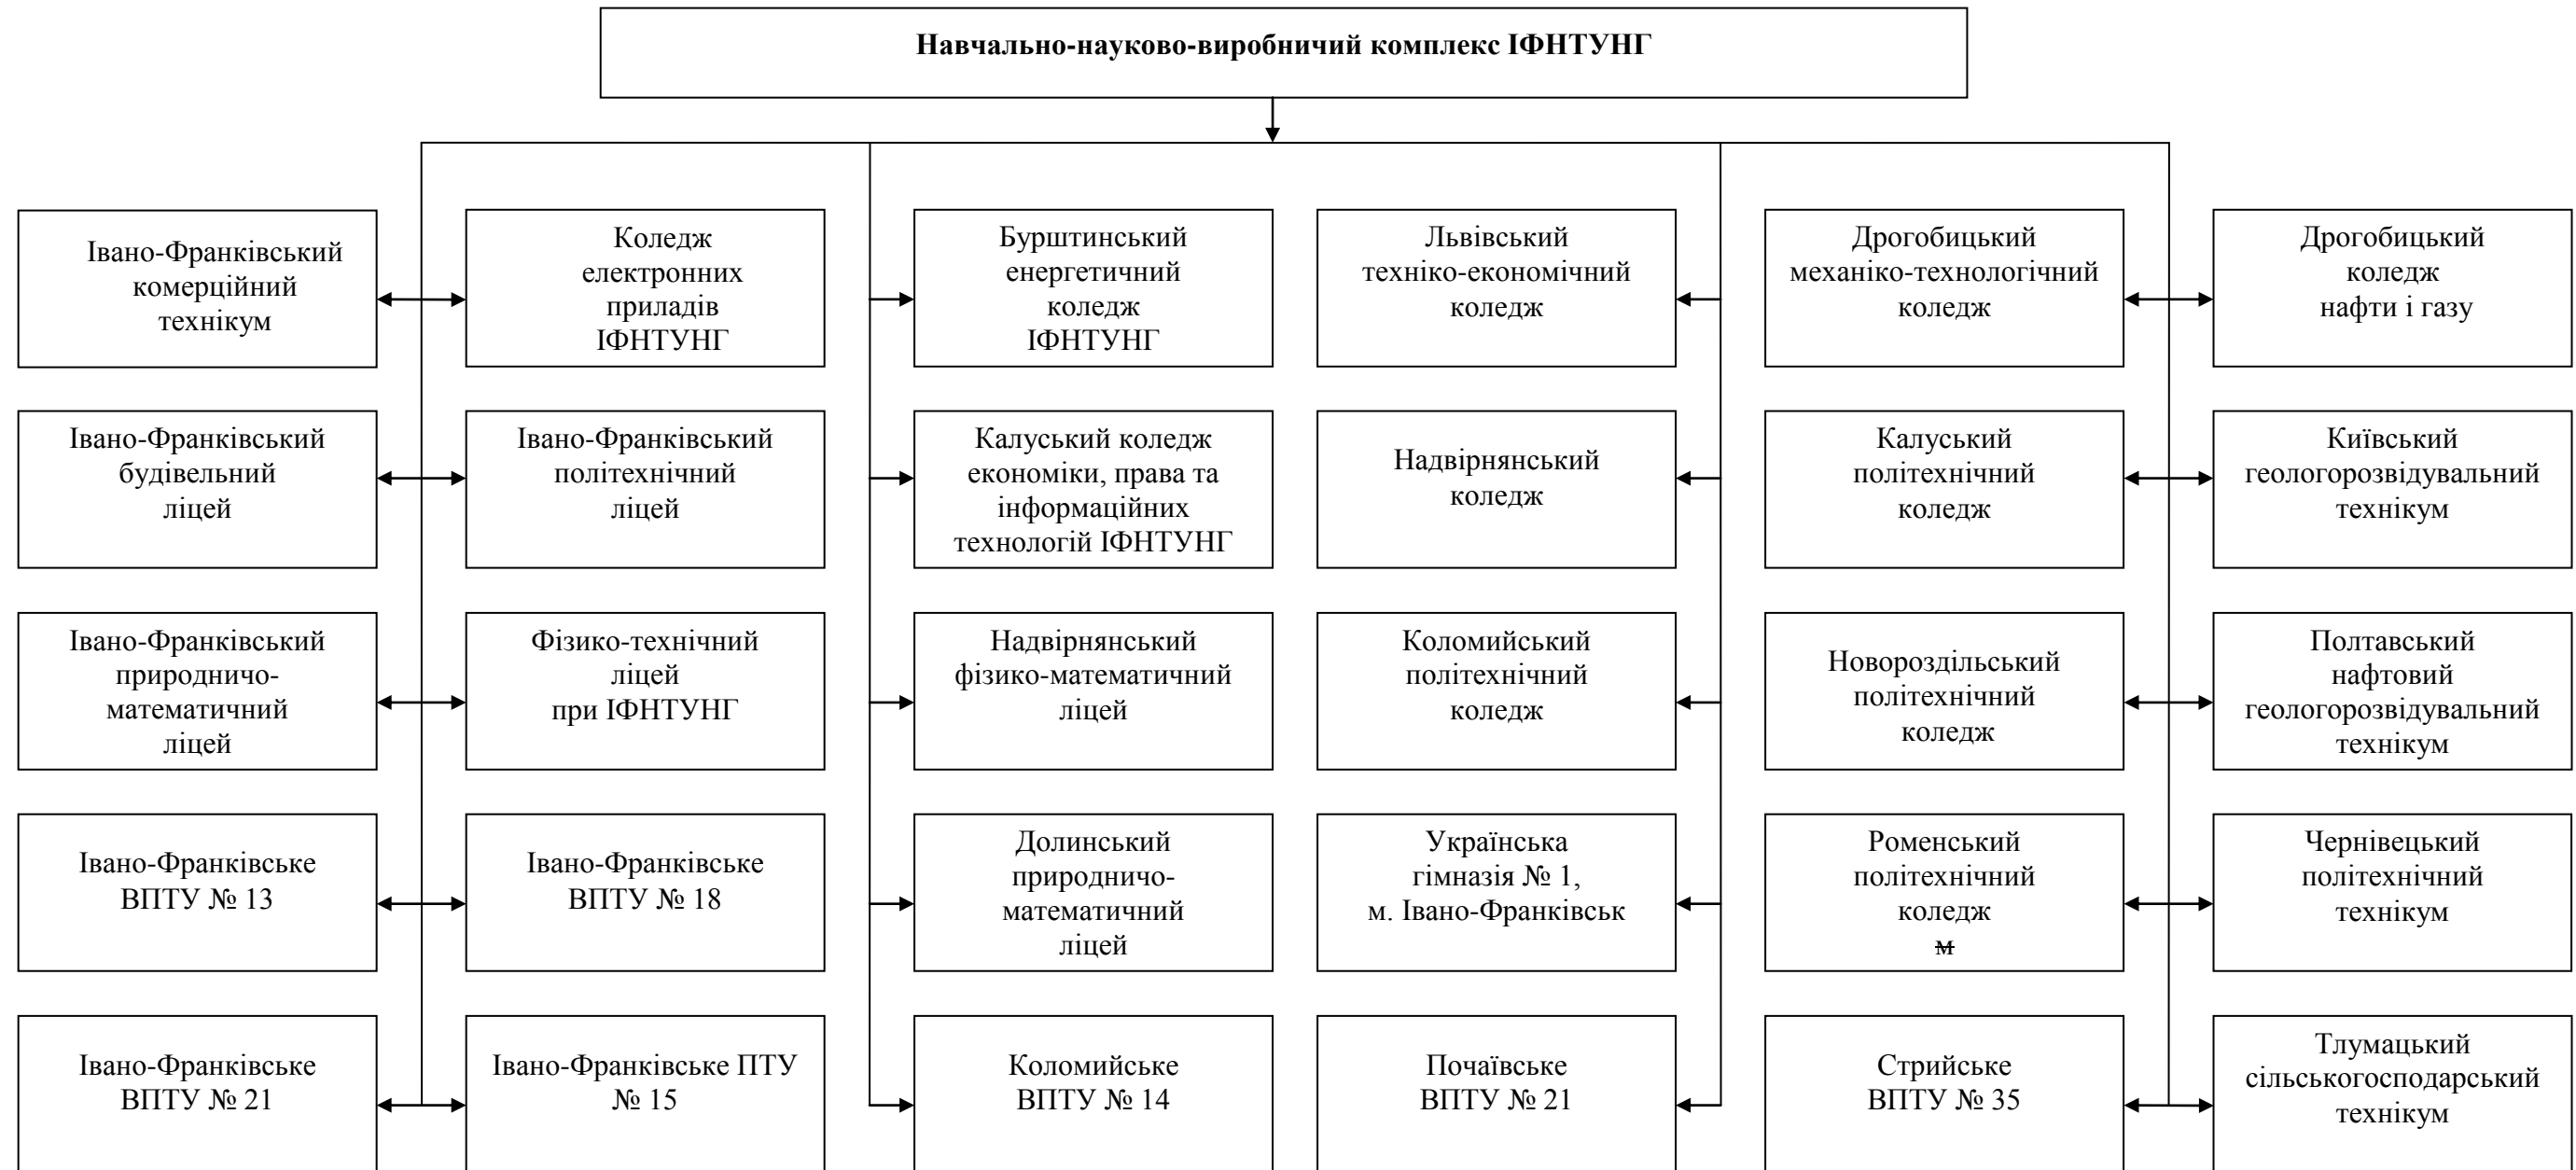 Навчально-науково-виробничий комплекс ІФНТУНГ
Івано-Франківський
комерційний
технікум
Коледж
електронних
приладів
ІФНТУНГ
Бурштинський
енергетичний
коледж
ІФНТУНГ
Львівський
техніко-економічний
коледж
Дрогобицький
механіко-технологічний
коледж
Дрогобицький
коледж
нафти і газу
Івано-Франківський
будівельний
ліцей
Івано-Франківський
політехнічний
ліцей
Калуський коледж
економіки, права та
інформаційних
технологій ІФНТУНГ
Надвірнянський
коледж
Калуський
політехнічний
коледж
Київський
геологорозвідувальний
технікум
Івано-Франківський
природничо-
математичний
ліцей
Фізико-технічний
ліцей
при ІФНТУНГ
Надвірнянський
фізико-математичний
ліцей
Коломийський
політехнічний
коледж
Новороздільський
політехнічний
коледж
Полтавський
нафтовий
геологорозвідувальний
технікум
Івано-Франківське
ВПТУ № 13
Івано-Франківське
ВПТУ № 18
Долинський
природничо-
математичний
ліцей
Українська
гімназія № 1,
м. Івано-Франківськ
Роменський
політехнічний
коледж
м
Чернівецький
політехнічний
технікум
Івано-Франківське
ВПТУ № 21
Івано-Франківське ПТУ
№ 15
Коломийське
ВПТУ № 14
Почаївське
ВПТУ № 21
Стрийське
ВПТУ № 35
Тлумацький
сільськогосподарський
технікум